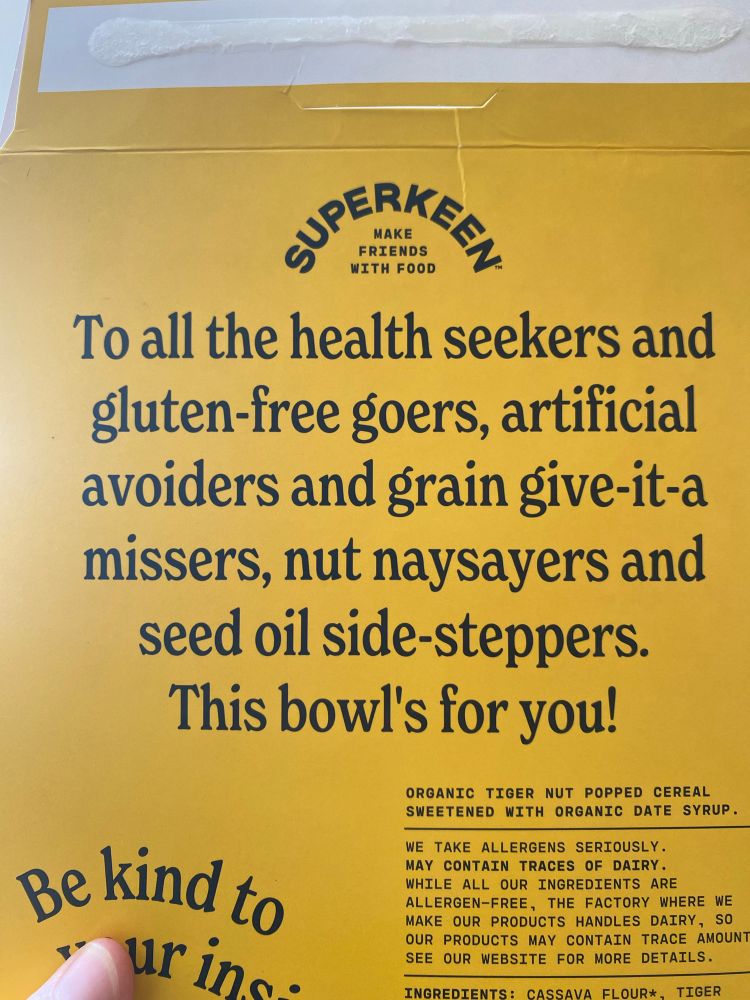 SUPERKEEN™
MAKE
FRIENDS
WITH FOOD
To all the health seekers and
gluten-free goers, artificial
avoiders and grain give-it-a
missers, nut naysayers and
seed oil side-steppers.
This bowl's for you!
ORGANIC TIGER NUT POPPED CEREAL
SWEETENED WITH ORGANIC DATE SYRUP.
WE TAKE ALLERGENS SERIOUSLY.
MAY CONTAIN TRACES OF DAIRY.
WHILE ALL OUR INGREDIENTS ARE
ALLERGEN-FREE, THE FACTORY WHERE WE
MAKE OUR PRODUCTS HANDLES DAIRY, SO
OUR PRODUCTS MAY CONTAIN TRACE AMOUNT
SEE OUR WEBSITE FOR MORE DETAILS.
INGREDIENTS: CASSAVA FLOUR*, TIGER
Be kind to